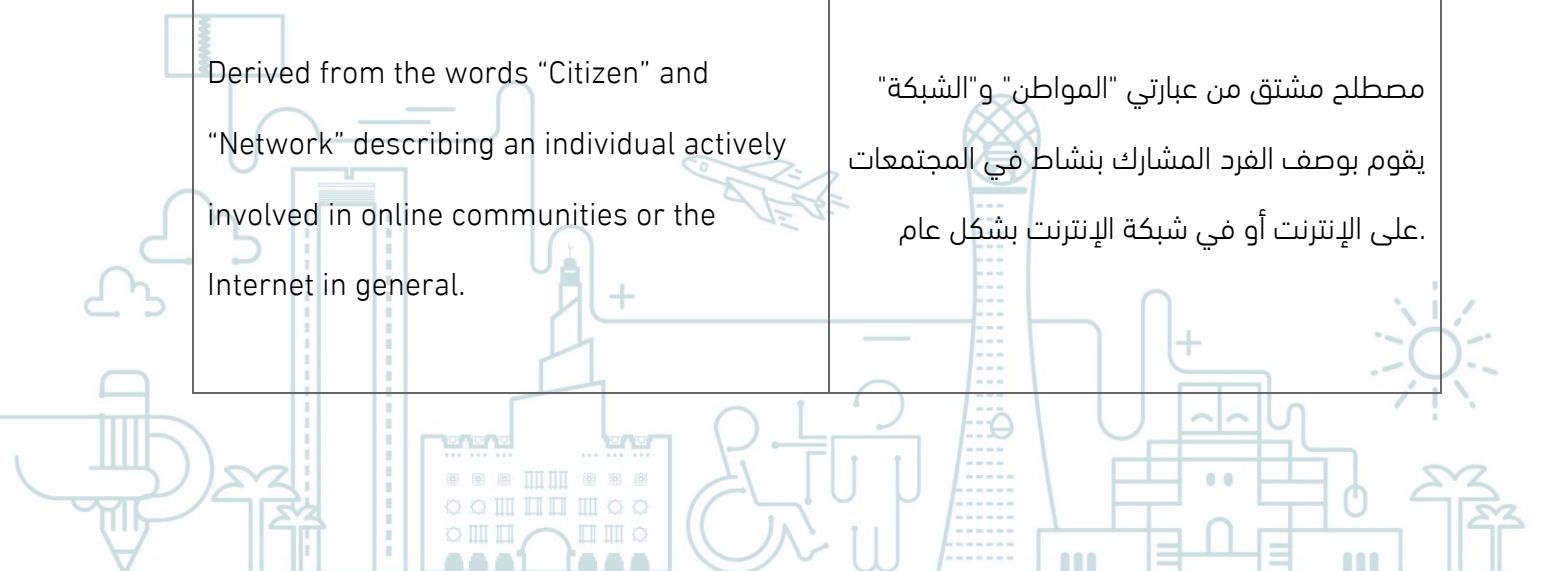 Derived from the words “Citizen” and
“Network” describing an individual actively
involved in online communities or the
Internet in general.
مصطلح مشتق من عبارتي "المواطن" و"الشبكة"
يقوم بوصف الفرد المشارك بنشاط في المجتمعات
على الإنترنت أو في شبكة الإنترنت بشكل عام.